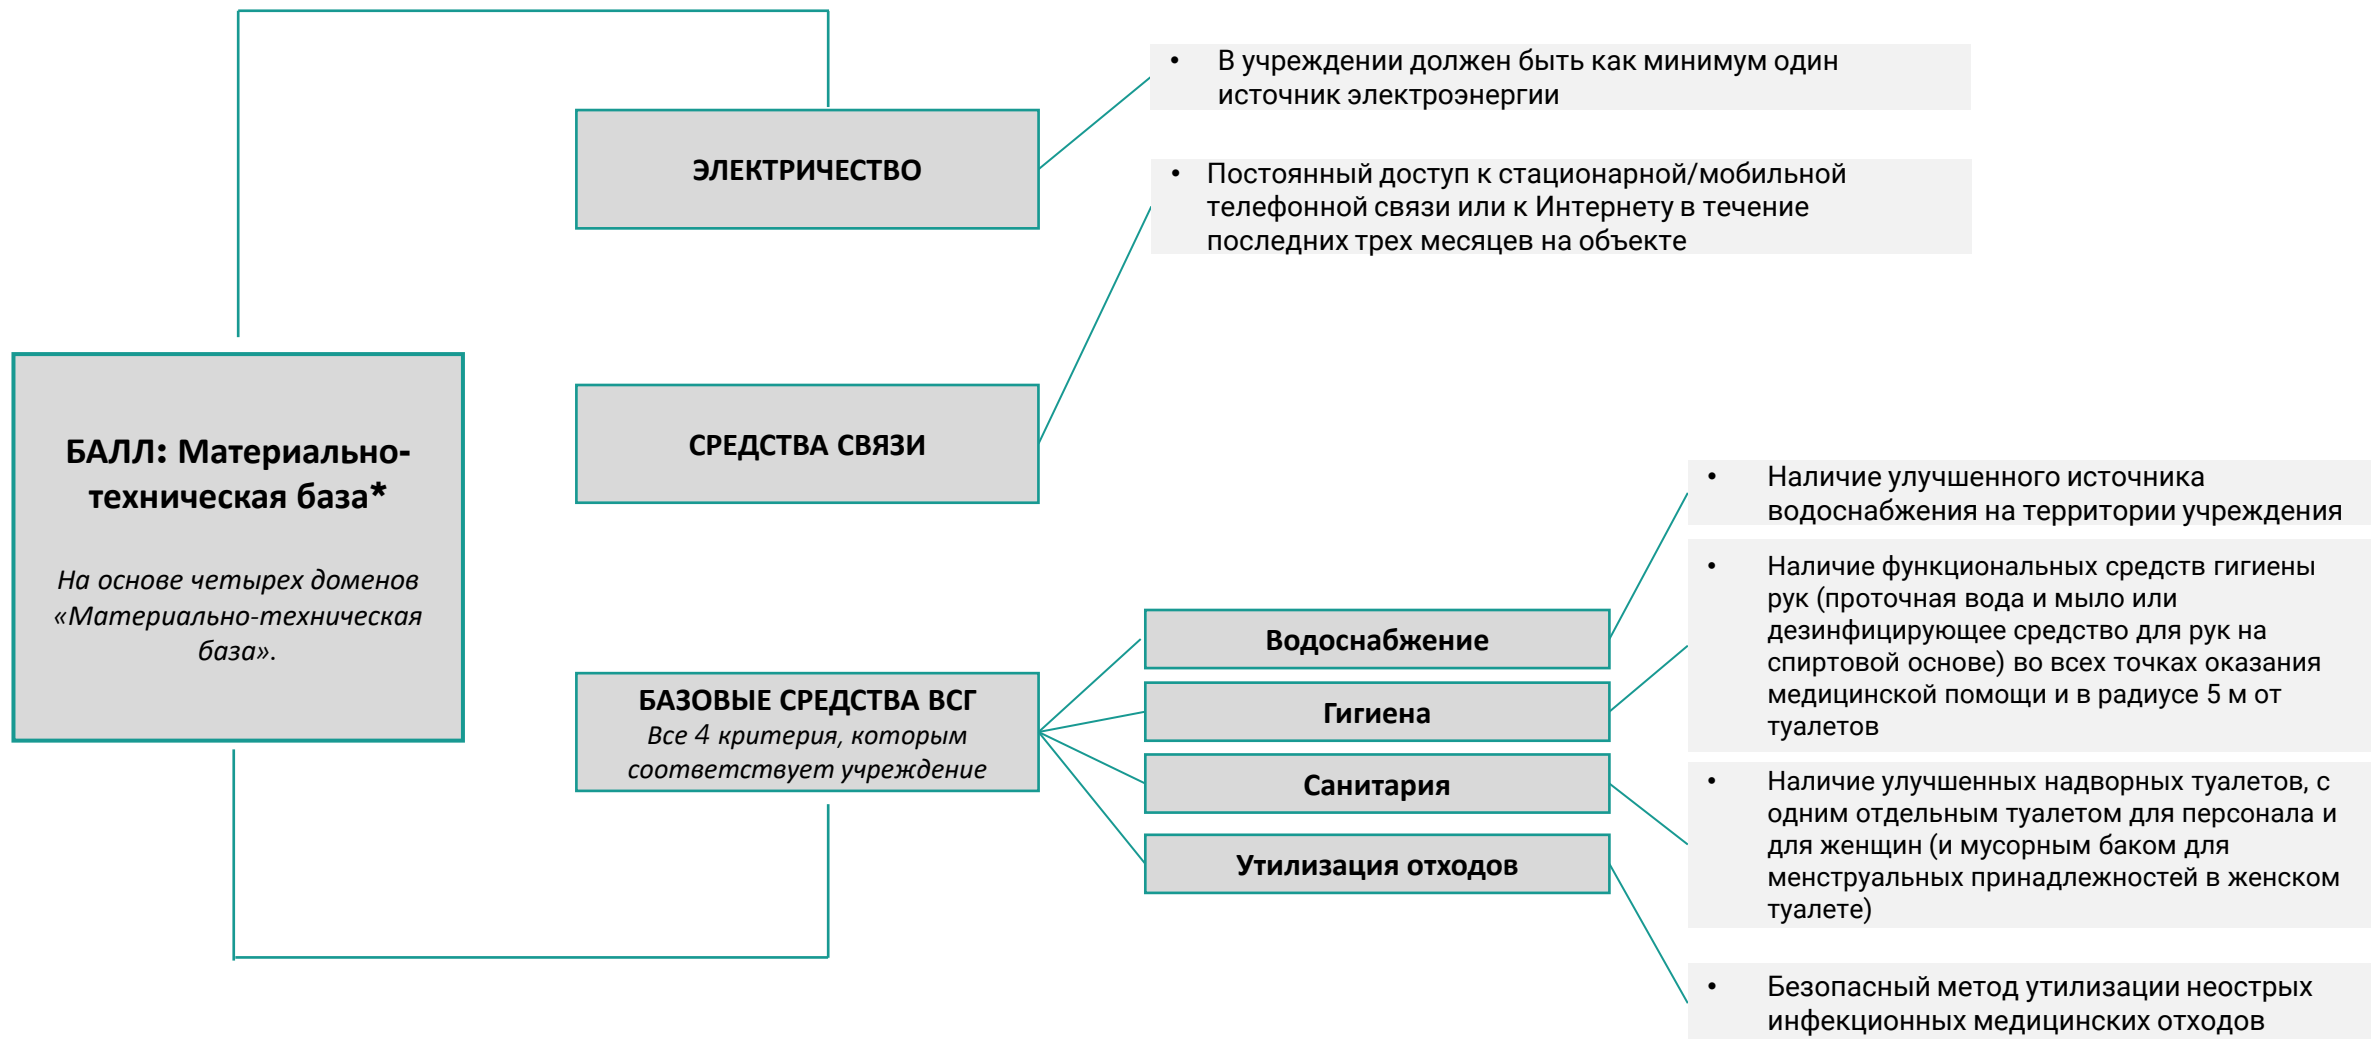 • В учреждении должен быть как минимум один
источник электроэнергии
ЭЛЕКТРИЧЕСТВО
• Постоянный доступ к стационарной/мобильной
телефонной связи или к Интернету в течение
последних трех месяцев на объекте
БАЛЛ: Материально-
техническая база*
На основе четырех доменов
«Материально-техническая
база».
СРЕДСТВА СВЯЗИ
БАЗОВЫЕ СРЕДСТВА ВСГ
Все 4 критерия, которым
соответствует учреждение
Водоснабжение
Гигиена
Санитария
Утилизация отходов
• Наличие улучшенного источника
водоснабжения на территории учреждения
• Наличие функциональных средств гигиены
рук (проточная вода и мыло или
дезинфицирующее средство для рук на
спиртовой основе) во всех точках оказания
медицинской помощи и в радиусе 5 м от
туалетов
• Наличие улучшенных надворных туалетов, с
одним отдельным туалетом для персонала и
для женщин (и мусорным баком для
менструальных принадлежностей в женском
туалете)
• Безопасный метод утилизации неострых
инфекционных медицинских отходов